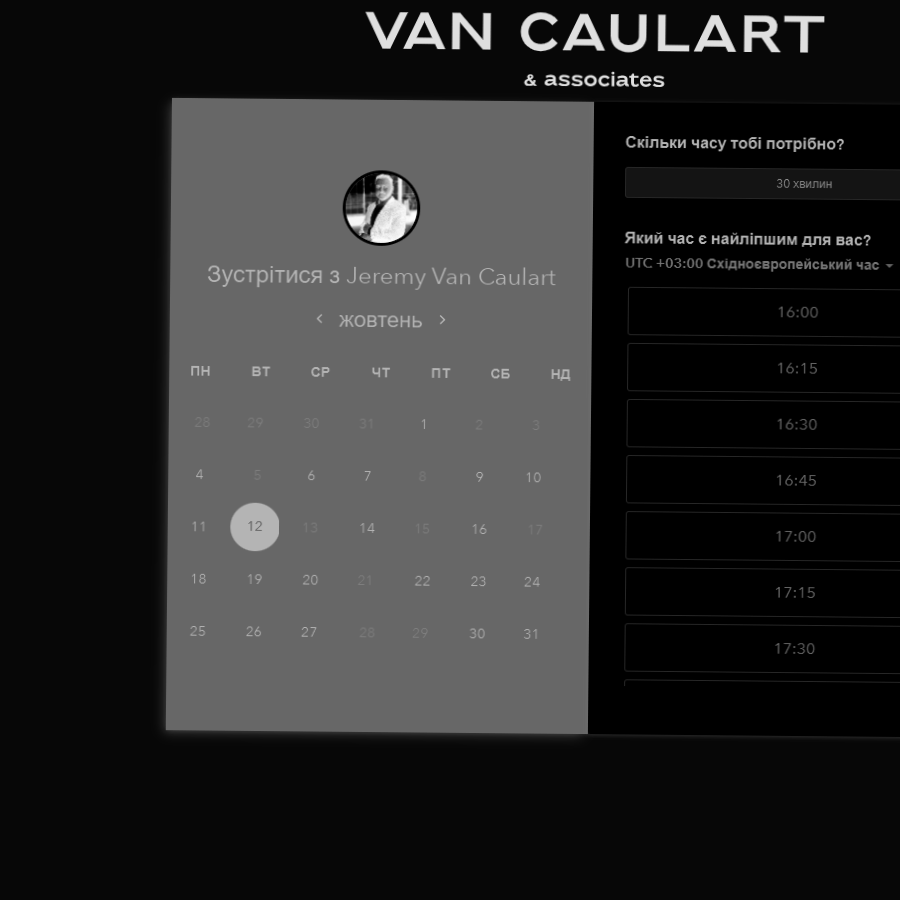 VAN CAULART
& associates
Зустрітися з Jeremy Van Caulart
жовтень
ПН ВТ СР ЧТ ПТ СБ НД
28 29 30 31 1 2 3
4 5 6 7 8 9 10
11 12 13 14 15 16 17
18 19 20 21 22 23 24
25 26 27 28 29 30 31
Скільки часу тобі потрібно?
30 хвилин
Який час є найліпшим для вас?
UTC +03:00 Східноєвропейський час
16:00
16:15
16:30
16:45
17:00
17:15
17:30